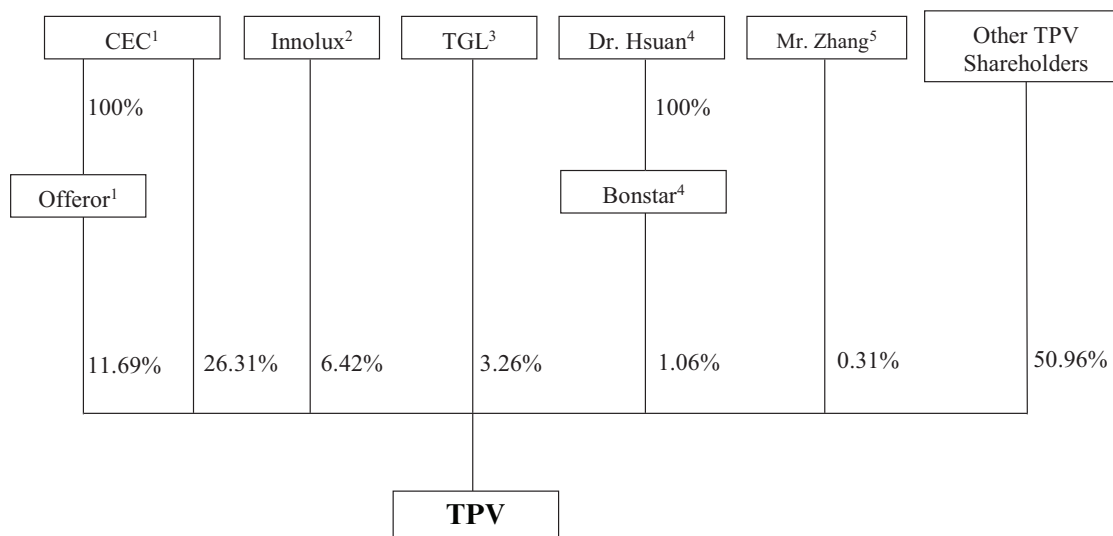 CEC1
Innolux2
TGL3
Dr. Hsuan4
Mr. Zhang5
Other TPV
Shareholders
100%
100%
Offeror1
Bonstar4
11.69%
26.31%
6.42%
3.26%
1.06%
0.31%
50.96%
TPV